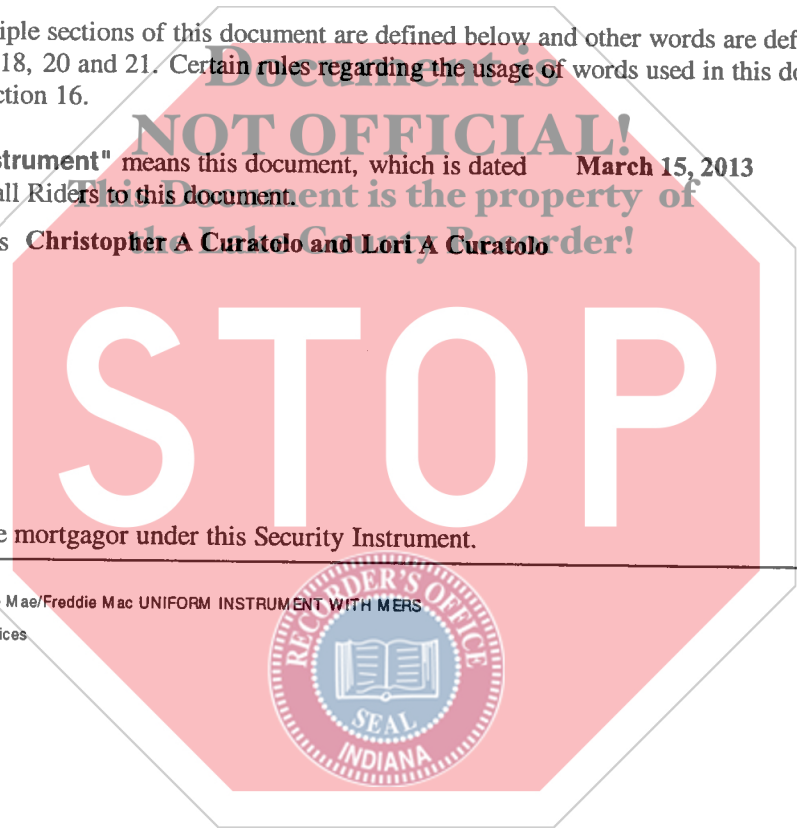 iple sections of this document are defined below and other words are def
18, 20 and 21. Certain rules regarding the usage of words used in this do
ction 16.
Document is
NOT OFFICIAL!
This Document is the property of
the Lake County Recorder!
strument" means this document, which is dated March 15, 2013
all Riders to this document.
s Christopher A Curatolo and Lori A Curatolo
STOP
e mortgagor under this Security Instrument.
Mae/Freddie Mac UNIFORM INSTRUMENT WITH MERS
ices
RECORDER'S OFFICE
SEAL
INDIANA